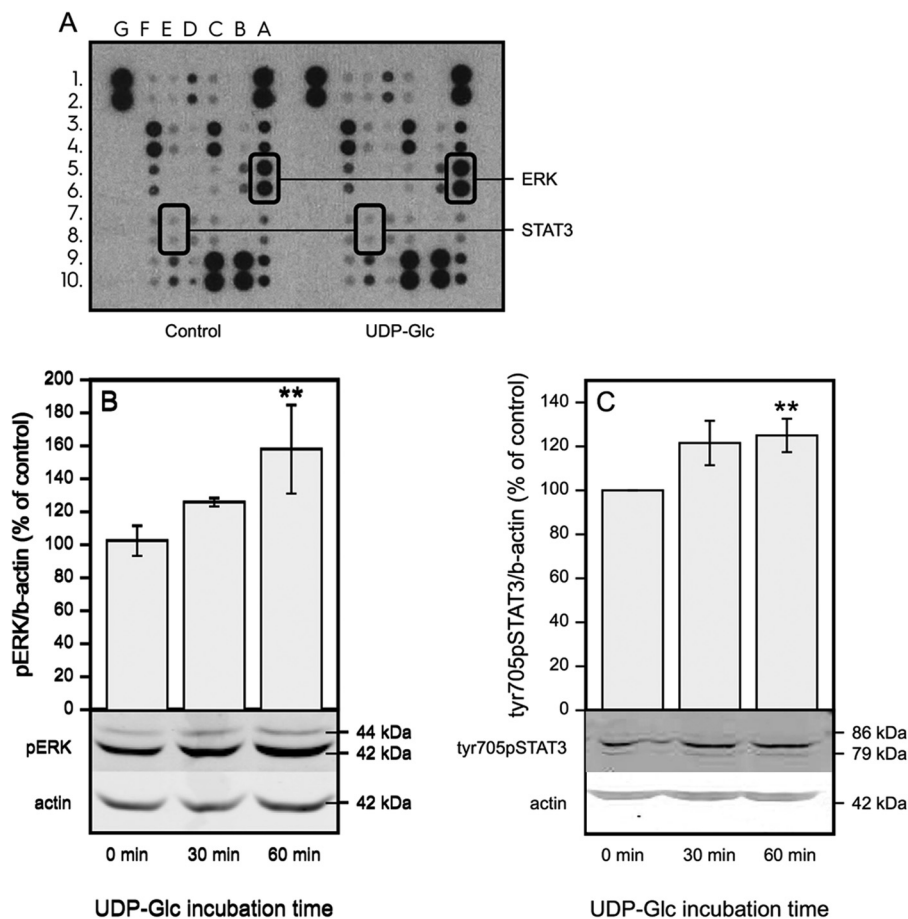 A
G F E D C B A
1.
2.
3.
4.
5.
6.
7.
8.
9.
10.
ERK
STAT3
Control UDP-Glc
B
pERK/b-actin (% of control)
200
180
160
140
120
100
80
60
40
20
0
**
pERK
44 kDa
42 kDa
actin
42 kDa
0 min 30 min 60 min
UDP-Glc incubation time
C
tyr705pSTAT3/b-actin (% of control)
140
120
100
80
60
40
20
0
**
tyr705pSTAT3
86 kDa
79 kDa
actin
42 kDa
0 min 30 min 60 min
UDP-Glc incubation time